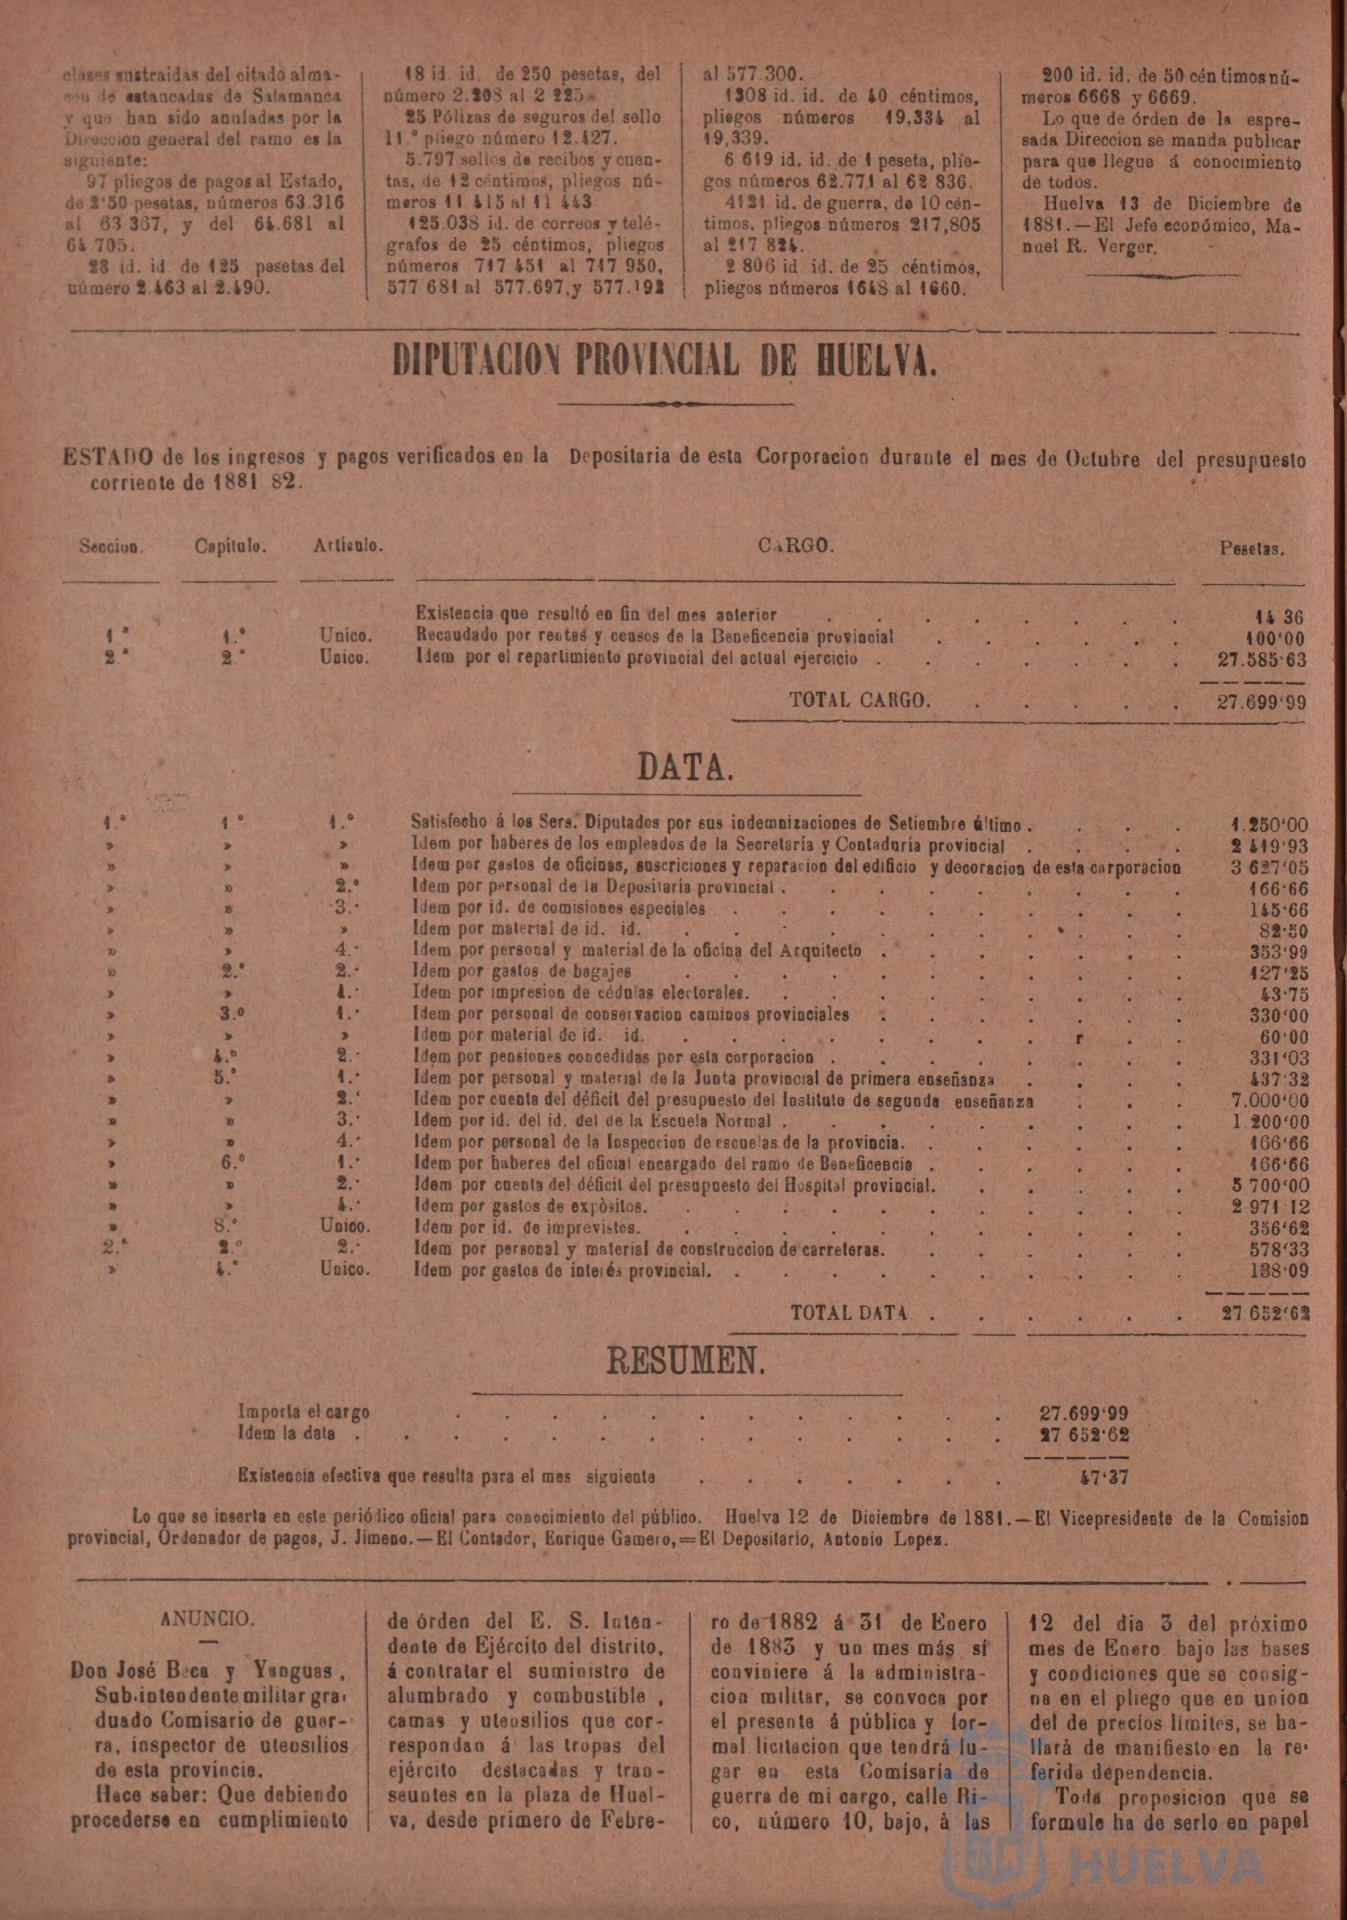 clases sustraidas del citado alma-
cen de estancadas de Salamanca
y que han sido anuladas por la
Direccion general del ramo es la
siguiente:
97 pliegos de pagos al Estado,
de 2'50 pesetas, números 63.316
al 63 367, y del 64.681 al
64 705.
28 id. id. de 125 pesetas del
número 2.463 al 2.490.
18 id. id. de 250 pesetas, del
número 2.208 al 2 225.
25 Pólizas de seguros del sello
11.º pliego número 12.427.
5.797 sellos de recibos y cuen-
tas, de 12 céntimos, pliegos nú-
meros 11 415 al 11 443
125.038 id. de correos y telé-
grafos de 25 céntimos, pliegos
números 717 451 al 717 950,
577 681 al 577.697, y 577.192
al 577.300.
1308 id. id. de 40 céntimos,
pliegos números 19,334 al
19,339.
6 619 id, id. de 1 peseta, plie-
gos números 62.771 al 62 836.
4121 id. de guerra, de 10 cén-
timos, pliegos números 217,805
al 217 824.
2 806 id id. de 25 céntimos,
pliegos números 1648 al 1660.
200 id. id. de 50 céntimos nú-
meros 6668 y 6669.
Lo que de órden de la espre-
sada Direccion se manda publicar
para que llegue á conocimiento
de todos.
Huelva 13 de Diciembre de
1881.—El Jefe económico, Ma-
nuel R. Verger.
DIPUTACION PROVINCIAL DE HUELVA.
ESTADO de los ingresos y pagos verificados en la Depositaria de esta Corporacion durante el mes de Octubre del presupuesto
corriente de 1881 82.
Seccion. Capítulo. Artículo. CARGO. Pesetas.
Existencia que resultó en fin del mes anterior . . . . . . . . 14 36
1 ª 1.º Unico. Recaudado por rentas y censos de la Beneficencia provincial . . . . . . 100'00
2.ª 2.º Unico. Idem por el repartimiento provincial del actual ejercicio . . . . . . . 27.585'63
TOTAL CARGO. . . . . . 27.699'99
DATA.
1.ª 1 º 1.º Satisfecho á los Sers. Diputados por sus indemnizaciones de Setiembre último . . . . 1.250'00
» » » Idem por haberes de los empleados de la Secretaría y Contaduría provincial . . . . 2 419'93
» » » Idem por gastos de oficinas, suscriciones y reparacion del edificio y decoracion de esta corporacion 3 627'05
» » 2.º Idem por personal de la Depositaría provincial . . . . . . . . . 166'66
» » 3.· Idem por id. de comisiones especiales . . . . . . . . . . 145'66
» » » Idem por material de id. id. . . . . . . . . . . . 82'50
» » 4.· Idem por personal y material de la oficina del Arquitecto . . . . . . . 353'99
» 2.º 2.· Idem por gastos de bagajes . . . . . . . . . . . 127'25
» » 4.· Idem por impresion de cédulas electorales. . . . . . . . . . 43'75
» 3.º 1.· Idem por personal de conservacion caminos provinciales . . . . . . . 330'00
» » » Idem por material de id. id. . . . . . . . . . . . 60'00
» 4.º 2.· Idem por pensiones concedidas por esta corporacion . . . . . . . . 331'03
» 5.º 1.· Idem por personal y material de la Junta provincial de primera enseñanza . . . . 437'32
» » 2.· Idem por cuenta del déficit del presupuesto del Instituto de segunda enseñanza . . . 7.000'00
» » 3.· Idem por id. del id. del de la Escuela Normal . . . . . . . . . 1.200'00
» » 4.· Idem por personal de la Inspeccion de escuelas de la provincia. . . . . . . 166'66
» 6.º 1.· Idem por haberes del oficial encargado del ramo de Beneficencia . . . . . . 166'66
» » 2.· Idem por cuenta del déficit del presupuesto del Hospital provincial. . . . . . 5 700'00
» » 4.· Idem por gastos de expòsitos. . . . . . . . . . . . 2 971 12
» 8.º Unico. Idem por id. de imprevistos. . . . . . . . . . . . 356'62
2.ª 2.º 2.· Idem por personal y material de construccion de carreteras. . . . . . . 578'33
» 4.º Unico. Idem por gastos de interés provincial. . . . . . . . . . . 138'09
TOTAL DATA . . . . . . 27 652'62
RESUMEN.
Importa el cargo . . . . . . . . . . . . 27.699'99
Idem la data . . . . . . . . . . . . . . 27 652'62
Existencia efectiva que resulta para el mes siguiente . . . . . . . 47'37
Lo que se inserta en este periódico oficial para conocimiento del público. Huelva 12 de Diciembre de 1881.—El Vicepresidente de la Comision
provincial, Ordenador de pagos, J. Jimeno.—El Contador, Enrique Gamero,=El Depositario, Antonio Lopez.
ANUNCIO.
Don José Beca y Yanguas,
Sub.intendente militar gra-
duado Comisario de guer-
ra, inspector de utensilios
de esta provincia.
Hace saber: Que debiendo
procederse en cumplimiento
de órden del E. S. Inten-
dente de Ejército del distrito,
á contratar el suministro de
alumbrado y combustible,
camas y utensilios que cor-
respondan á las tropas del
ejército destacadas y tran-
seuntes en la plaza de Huel-
va, desde primero de Febre-
ro de 1882 á 31 de Enero
de 1883 y un mes más si
conviniere á la administra-
cion militar, se convoca por
el presente á pública y for-
mal licitacion que tendrá lu-
gar en esta Comisaría de
guerra de mi cargo, calle Ri-
co, número 10, bajo, à las
12 del dia 3 del próximo
mes de Enero bajo las bases
y condiciones que se consig-
na en el pliego que en union
del de precios limites, se ha-
llarà de manifiesto en la re-
ferida dependencia.
Toda proposicion que se
formule ha de serlo en papel
HUELVA